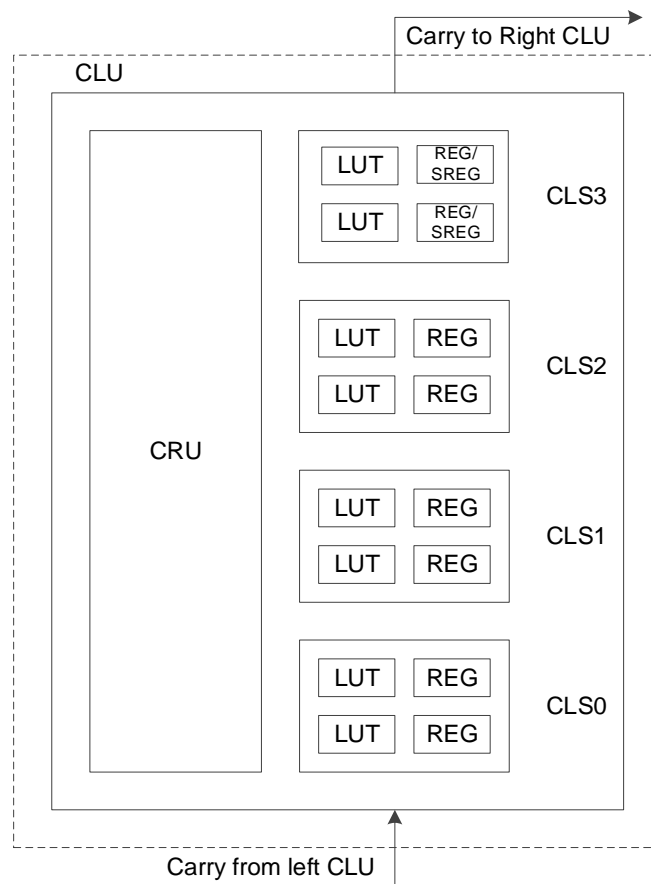 Carry to Right CLU
CLU
LUT
REG/
SREG
LUT
REG/
SREG
CLS3
LUT
REG
LUT
REG
CLS2
CRU
LUT
REG
LUT
REG
CLS1
LUT
REG
LUT
REG
CLS0
Carry from left CLU